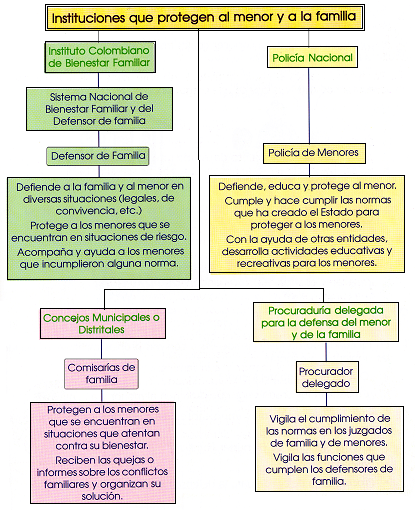 Instituciones que protegen al menor y a la familia
Instituto Colombiano
de Bienestar Familiar
Sistema Nacional de
Bienestar Familiar y del
Defensor de familia
Defensor de Familia
Defiende a la familia y al menor en
diversas situaciones (legales, de
convivencia, etc.)
Protege a los menores que se
encuentran en situaciones de riesgo.
Acompaña y ayuda a los menores
que incumplieron alguna norma.
Policía Nacional
Policía de Menores
Defiende, educa y protege al menor.
Cumple y hace cumplir las normas
que ha creado el Estado para
proteger a los menores.
Con la ayuda de otras entidades,
desarrolla actividades educativas y
recreativas para los menores.
Concejos Municipales o
Distritales
Comisarías de
familia
Protegen a los menores
que se encuentran en
situaciones que atentan
contra su bienestar.
Reciben las quejas o
informes sobre los conflictos
familiares y organizan su
solución.
Procuraduría delegada
para la defensa del menor
y de la familia
Procurador
delegado
Vigila el cumplimiento de
las normas en los juzgados
de familia y de menores.
Vigila las funciones que
cumplen los defensores de
familia.